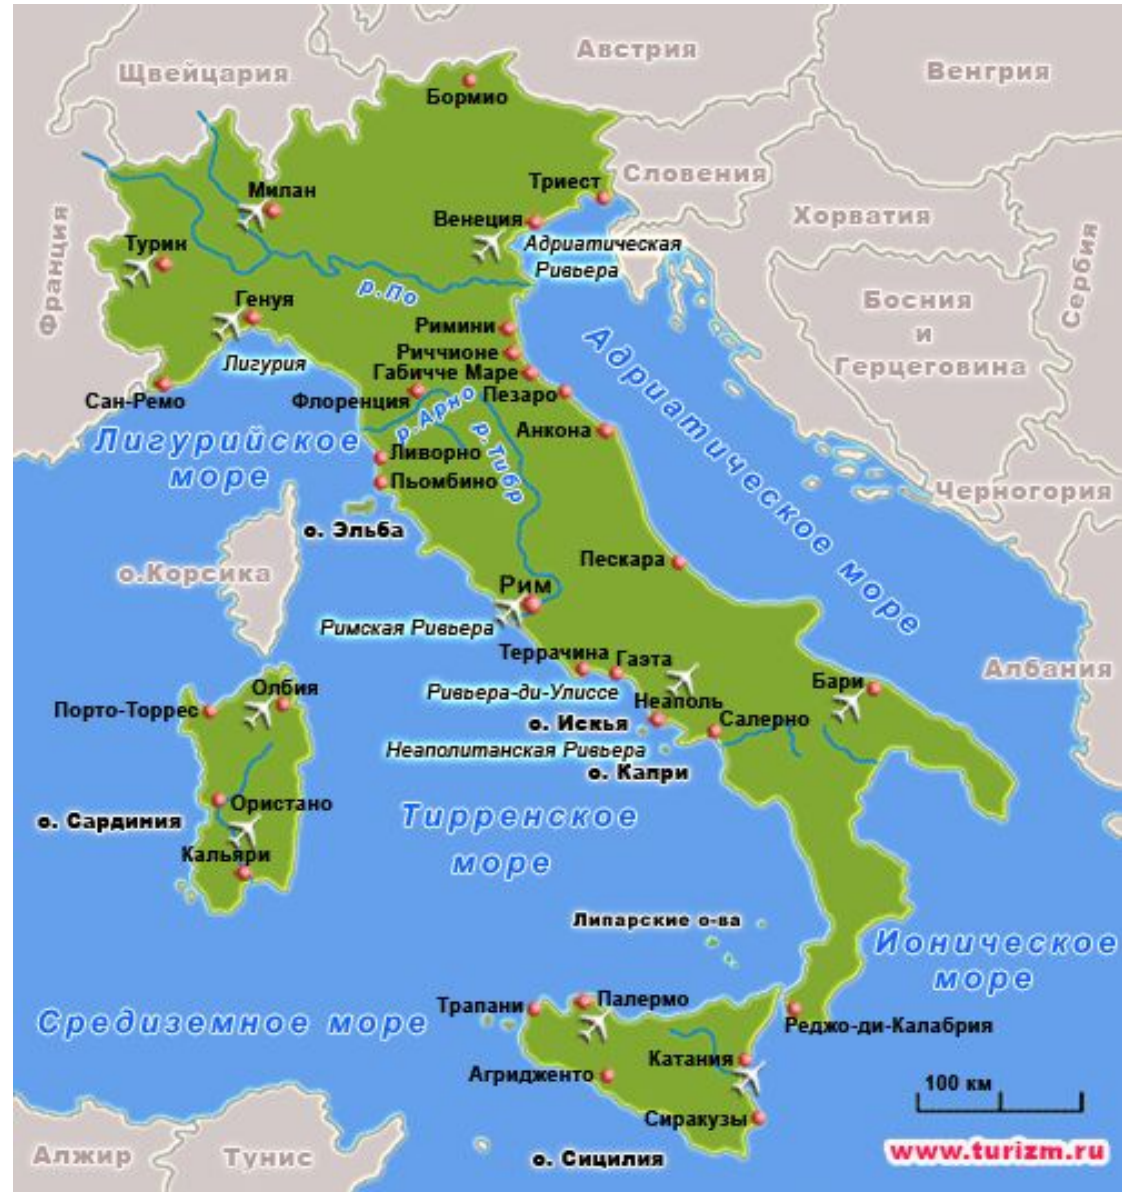 Австрия
Щвейцария
Венгрия
Бормио
Словения
Триест
Милан
Хорватия
Венеция
Франция
Турин
Адриатическая
Ривьера
Сербия
р.По
Генуя
Босния
и
Герцеговина
Римини
Риччионе
Лигурия
Габичче Маре
Сан-Ремо
Флоренция
Пезаро
р.Арно
Адриатическое море
Анкона
Лигурийское
море
р.Тибр
Ливорно
Пьомбино
Черногория
о. Эльба
Пескара
о.Корсика
Рим
Римская Ривьера
Террачина
Гаэта
Албания
Олбия
Бари
Ривьера-ди-Улиссе
Порто-Торрес
Неаполь
о. Искья
Салерно
Неаполитанская Ривьера
о. Капри
Ористано
о. Сардиния
Тирренское
море
Кальяри
Липарские о-ва
Ионическое
море
Трапани
Палермо
Средиземное море
Реджо-ди-Калабрия
Катания
Агридженто
100 км
Сиракузы
Алжир
Тунис
о. Сицилия
www.turizm.ru